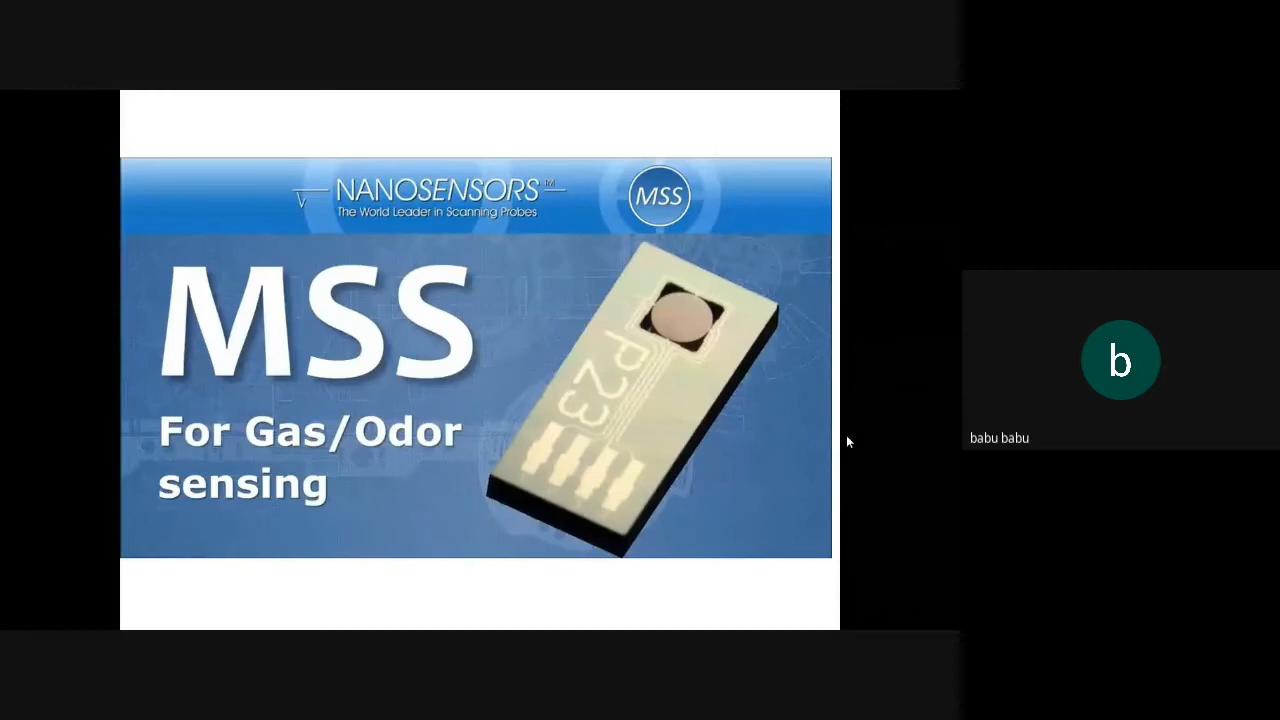 NANOSENSORS™
The World Leader in Scanning Probes
MSS
MSS
For Gas/Odor
sensing
P23
b
babu babu